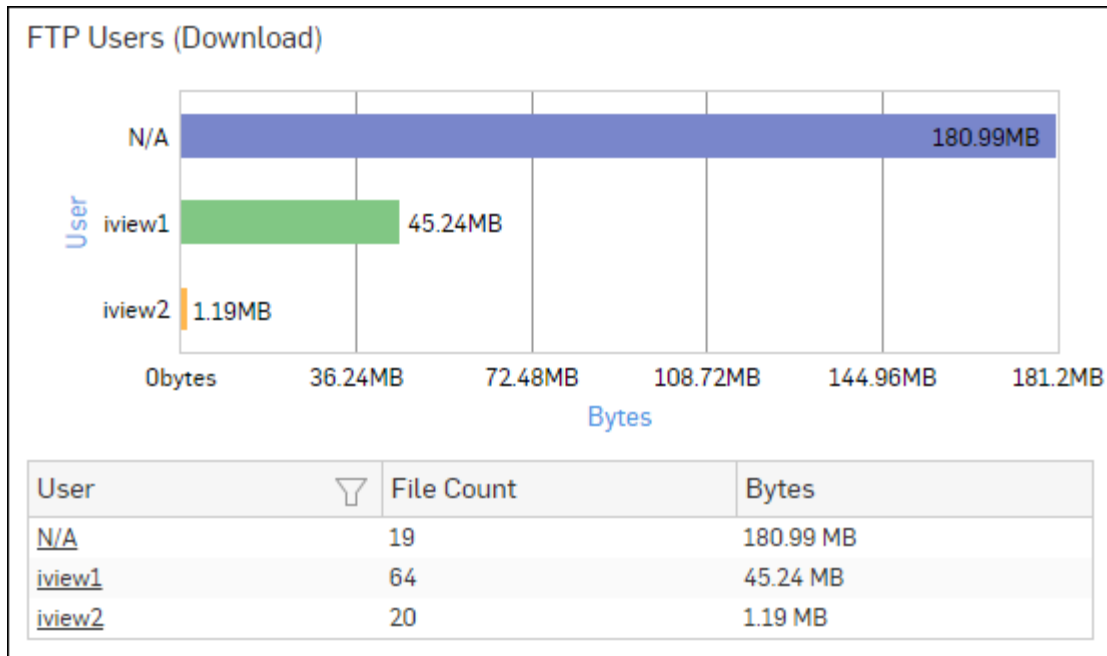 FTP Users (Download)
N/A 180.99MB
User
iview1 45.24MB
iview2 1.19MB
0bytes 36.24MB 72.48MB 108.72MB 144.96MB 181.2MB
Bytes
User File Count Bytes
N/A 19 180.99 MB
iview1 64 45.24 MB
iview2 20 1.19 MB